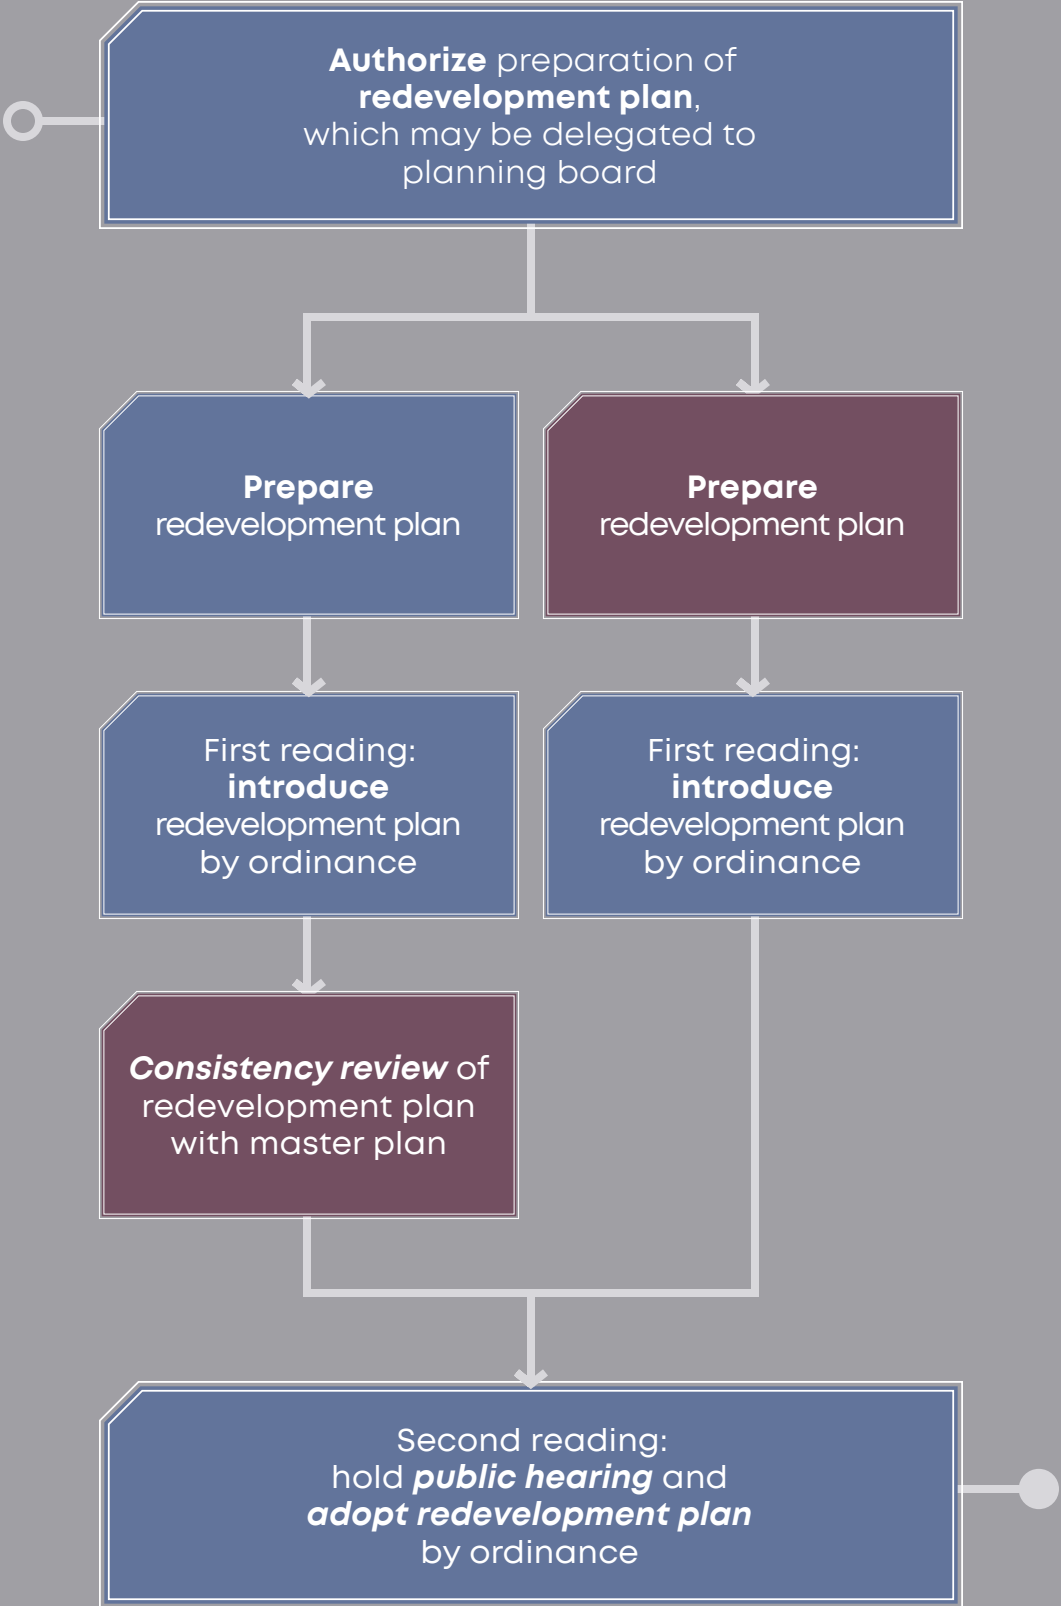 Authorize preparation of
redevelopment plan,
which may be delegated to
planning board
Prepare
redevelopment plan
Prepare
redevelopment plan
First reading:
introduce
redevelopment plan
by ordinance
First reading:
introduce
redevelopment plan
by ordinance
Consistency review of
redevelopment plan
with master plan
Second reading:
hold public hearing and
adopt redevelopment plan
by ordinance